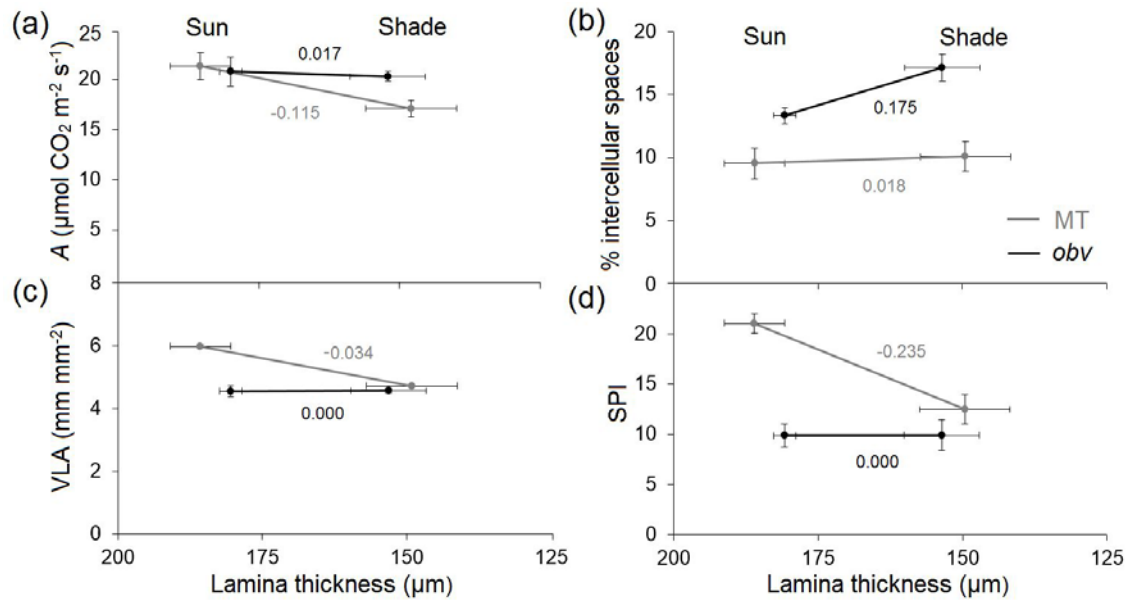 (a)
Sun
Shade
25
20
15
10
5
A (µmol CO2 m-2 s-1)
0.017
-0.115
(b)
Sun
Shade
20
15
10
5
0
% intercellular spaces
0.175
0.018
MT
obv
(c)
8
6
4
2
0
VLA (mm mm-2)
-0.034
0.000
200
175
150
125
Lamina thickness (µm)
(d)
20
15
10
5
0
SPI
-0.235
0.000
200
175
150
125
Lamina thickness (µm)